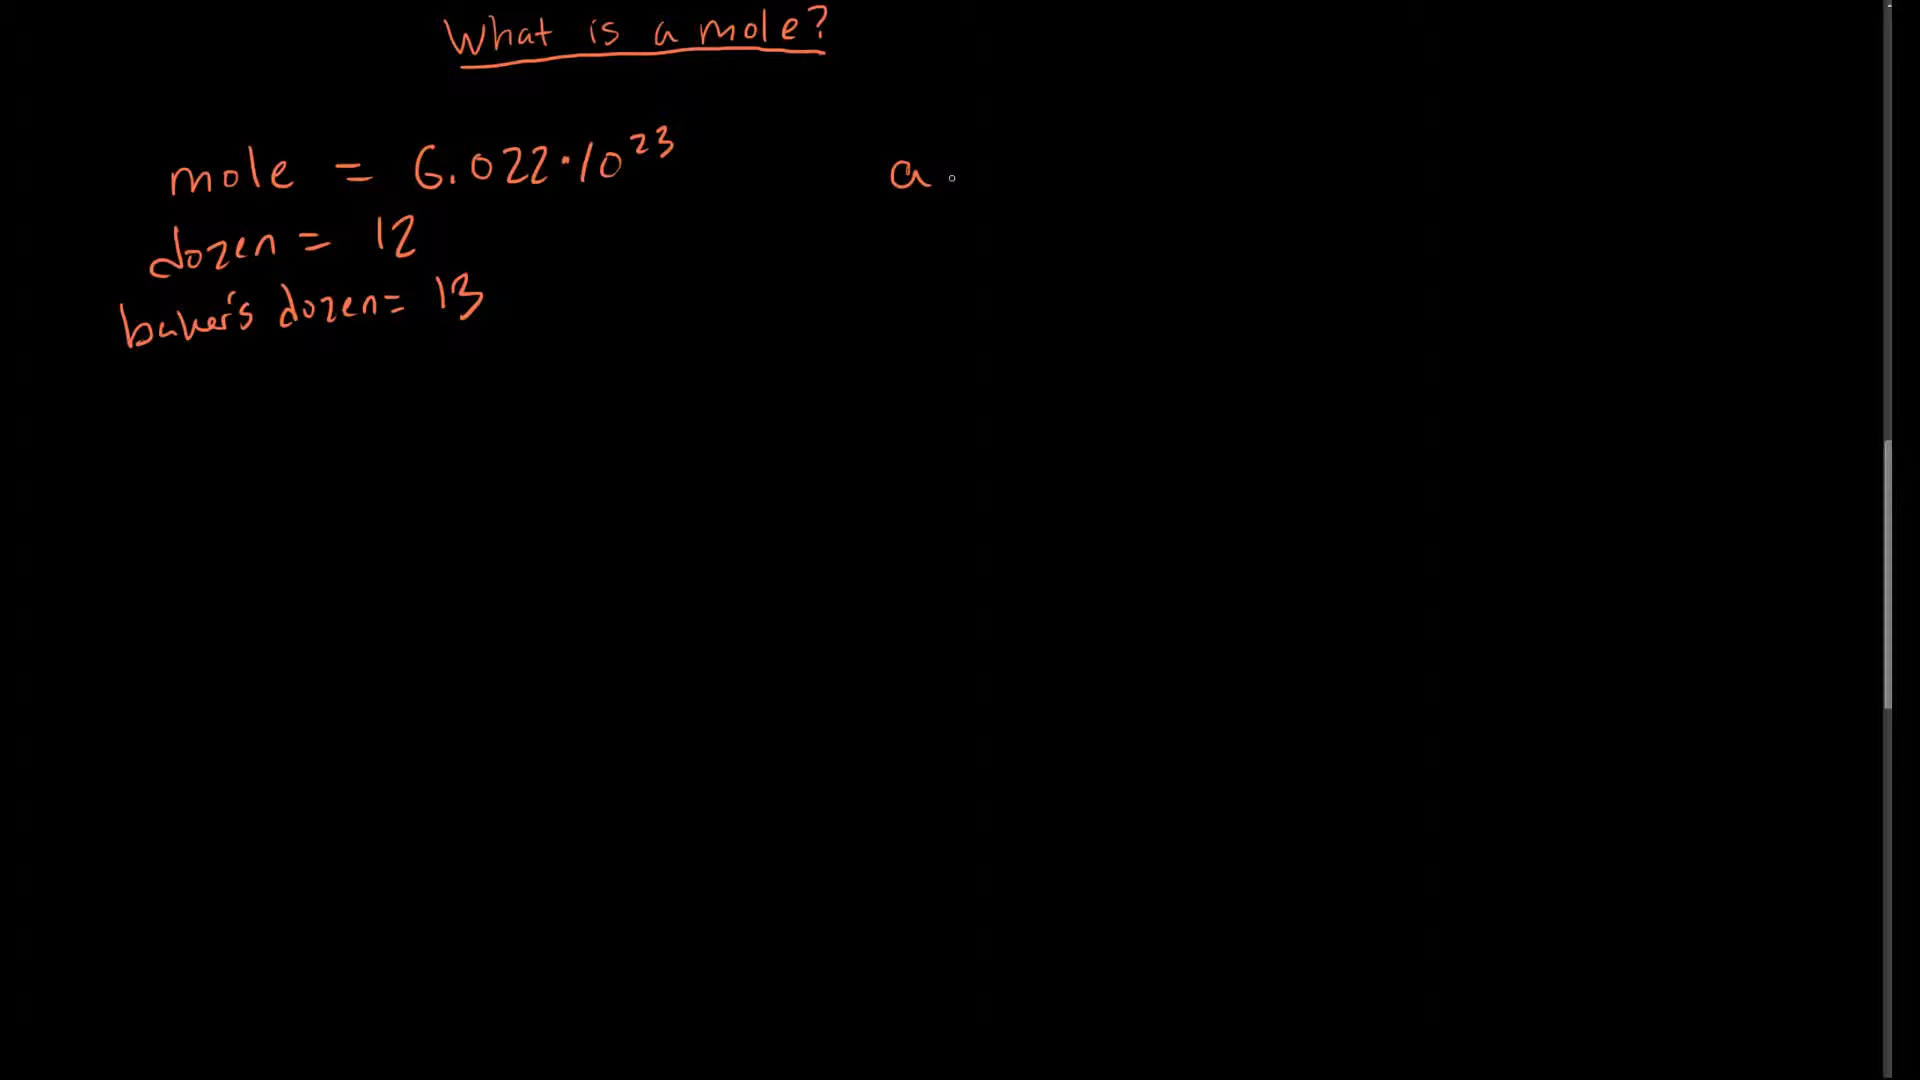 What is a mole?
mole = 6.022·10²³
a
dozen = 12
baker's dozen = 13